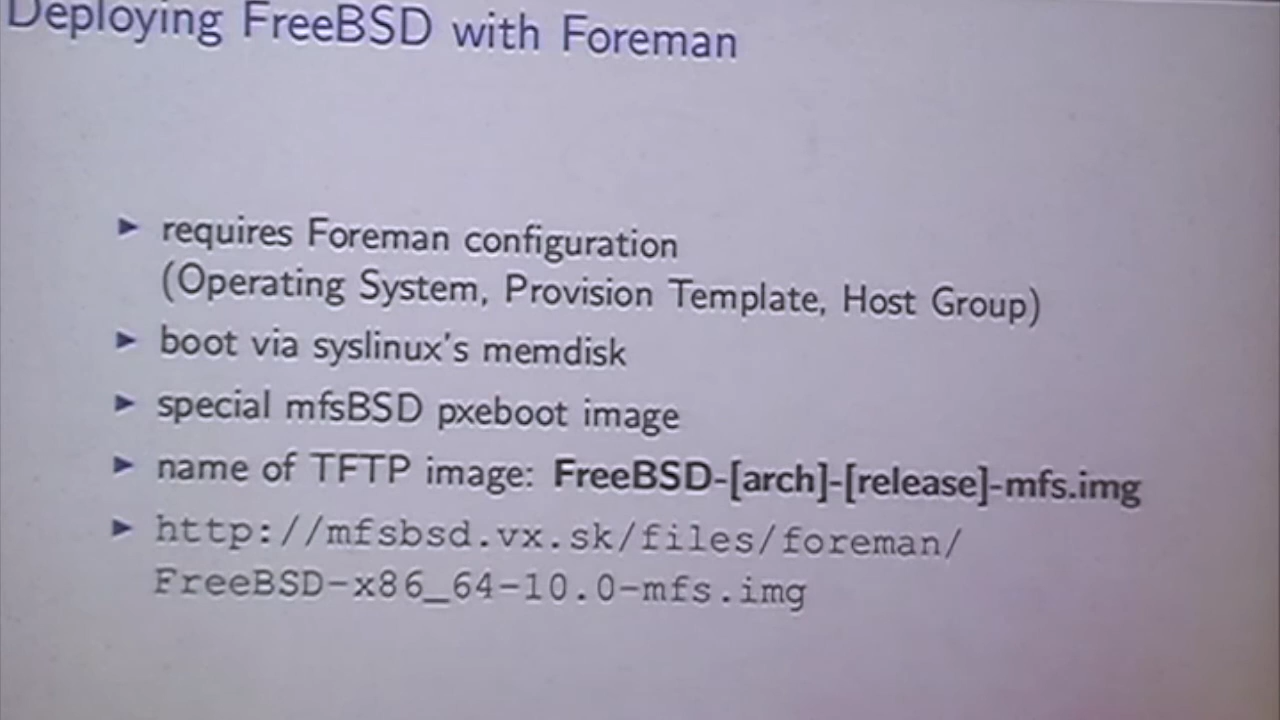 Deploying FreeBSD with Foreman
► requires Foreman configuration
(Operating System, Provision Template, Host Group)
► boot via syslinux's memdisk
► special mfsBSD pxeboot image
► name of TFTP image: FreeBSD-[arch]-[release]-mfs.img
► http://mfsbsd.vx.sk/files/foreman/
FreeBSD-x86_64-10.0-mfs.img